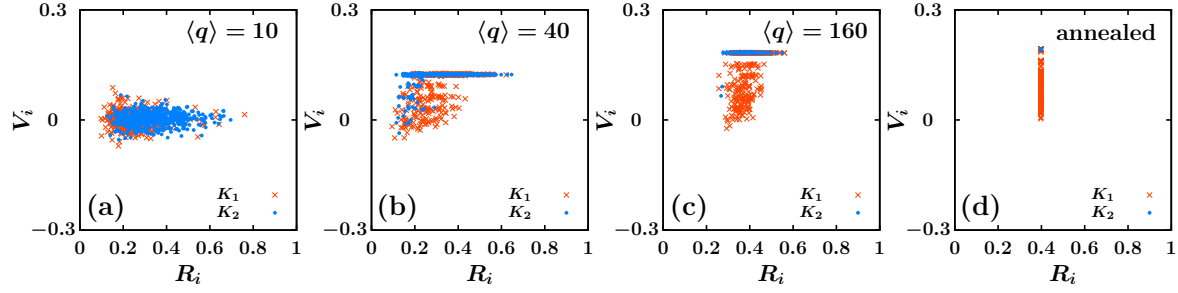 0.3
0
−0.3
V_i
⟨q⟩ = 10
(a)
K_1
K_2
0 0.2 0.4 0.6 0.8 1
R_i
0.3
0
−0.3
V_i
⟨q⟩ = 40
(b)
K_1
K_2
0 0.2 0.4 0.6 0.8 1
R_i
0.3
0
−0.3
V_i
⟨q⟩ = 160
(c)
K_1
K_2
0 0.2 0.4 0.6 0.8 1
R_i
0.3
0
−0.3
V_i
annealed
(d)
K_1
K_2
0 0.2 0.4 0.6 0.8 1
R_i